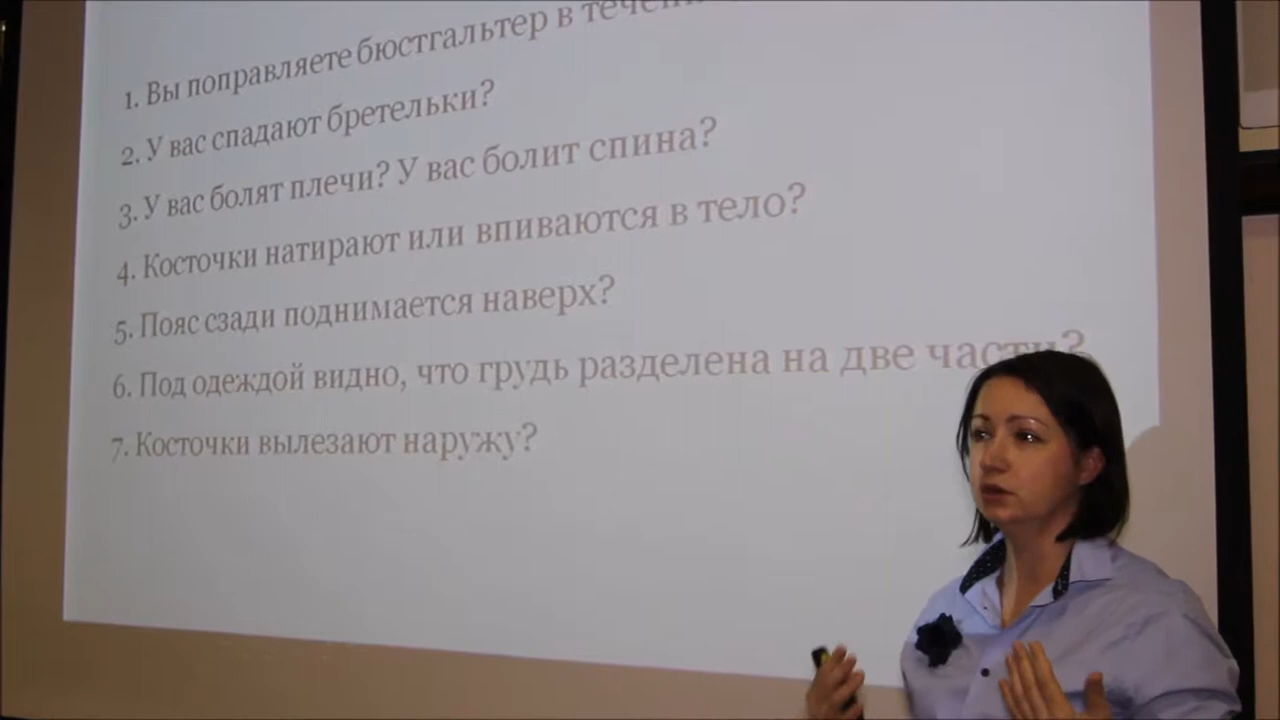 1. Вы поправляете бюстгальтер в
2. У вас спадают бретельки?
3. У вас болят плечи? У вас болит спина?
4. Косточки натирают или впиваются в тело?
5. Пояс сзади поднимается наверх?
6. Под одеждой видно, что грудь разделена на две части?
7. Косточки вылезают наружу?